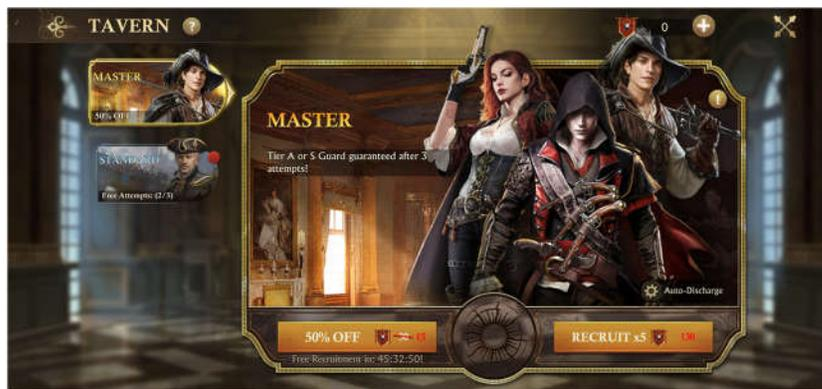 TAVERN ?
0
MASTER
50% OFF
STANDARD
Free Attempts: (2/3)
MASTER
Tier A or S Guard guaranteed after 3
attempts!
Auto-Discharge
50% OFF 15
RECRUIT x5
Free Recruitment in: 45:32:50!